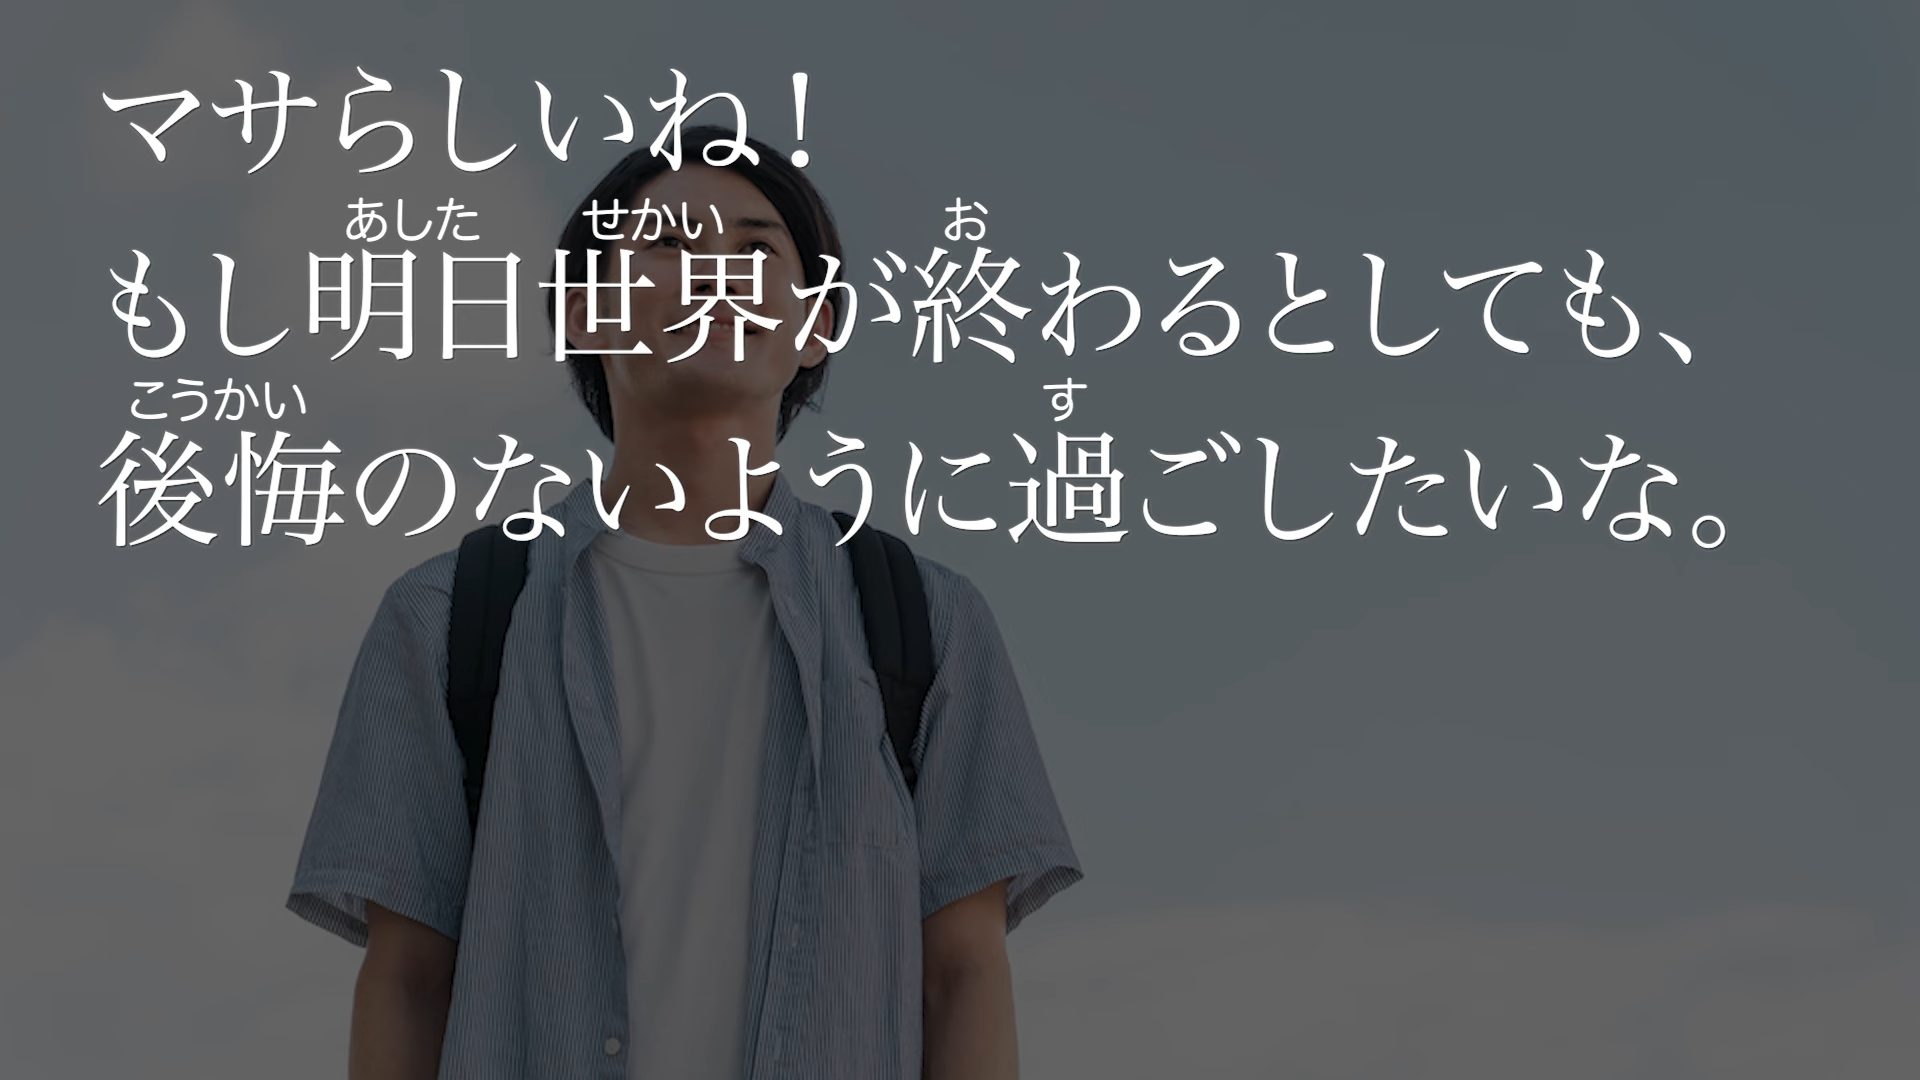 マサらしいね！
あした せかい お
もし明日世界が終わるとしても、
こうかい す
後悔のないように過ごしたいな。